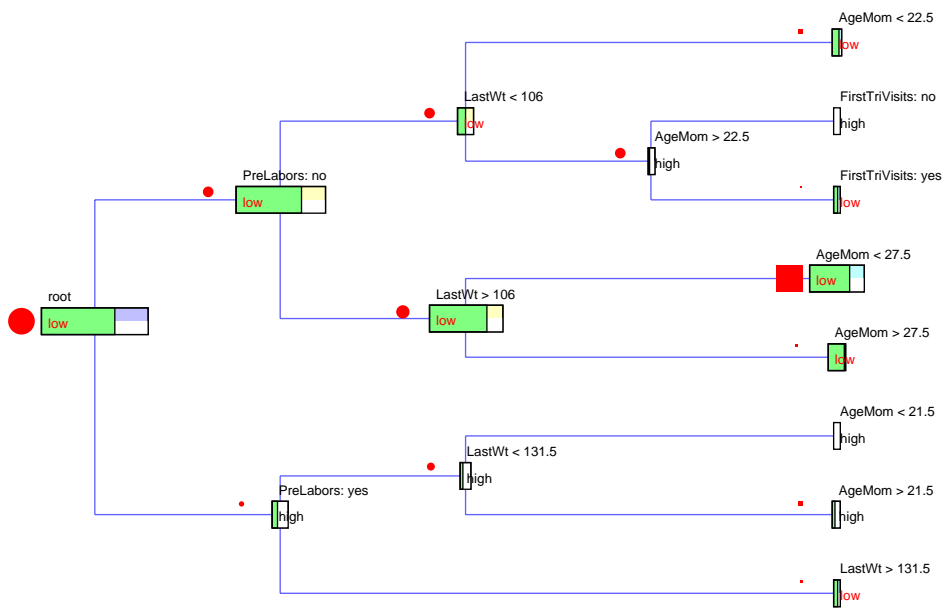 AgeMom < 22.5
low
LastWt < 106
low
FirstTriVisits: no
high
AgeMom > 22.5
high
PreLabors: no
low
FirstTriVisits: yes
low
AgeMom < 27.5
low
root
low
LastWt > 106
low
AgeMom > 27.5
low
AgeMom < 21.5
high
LastWt < 131.5
high
PreLabors: yes
high
AgeMom > 21.5
high
LastWt > 131.5
low